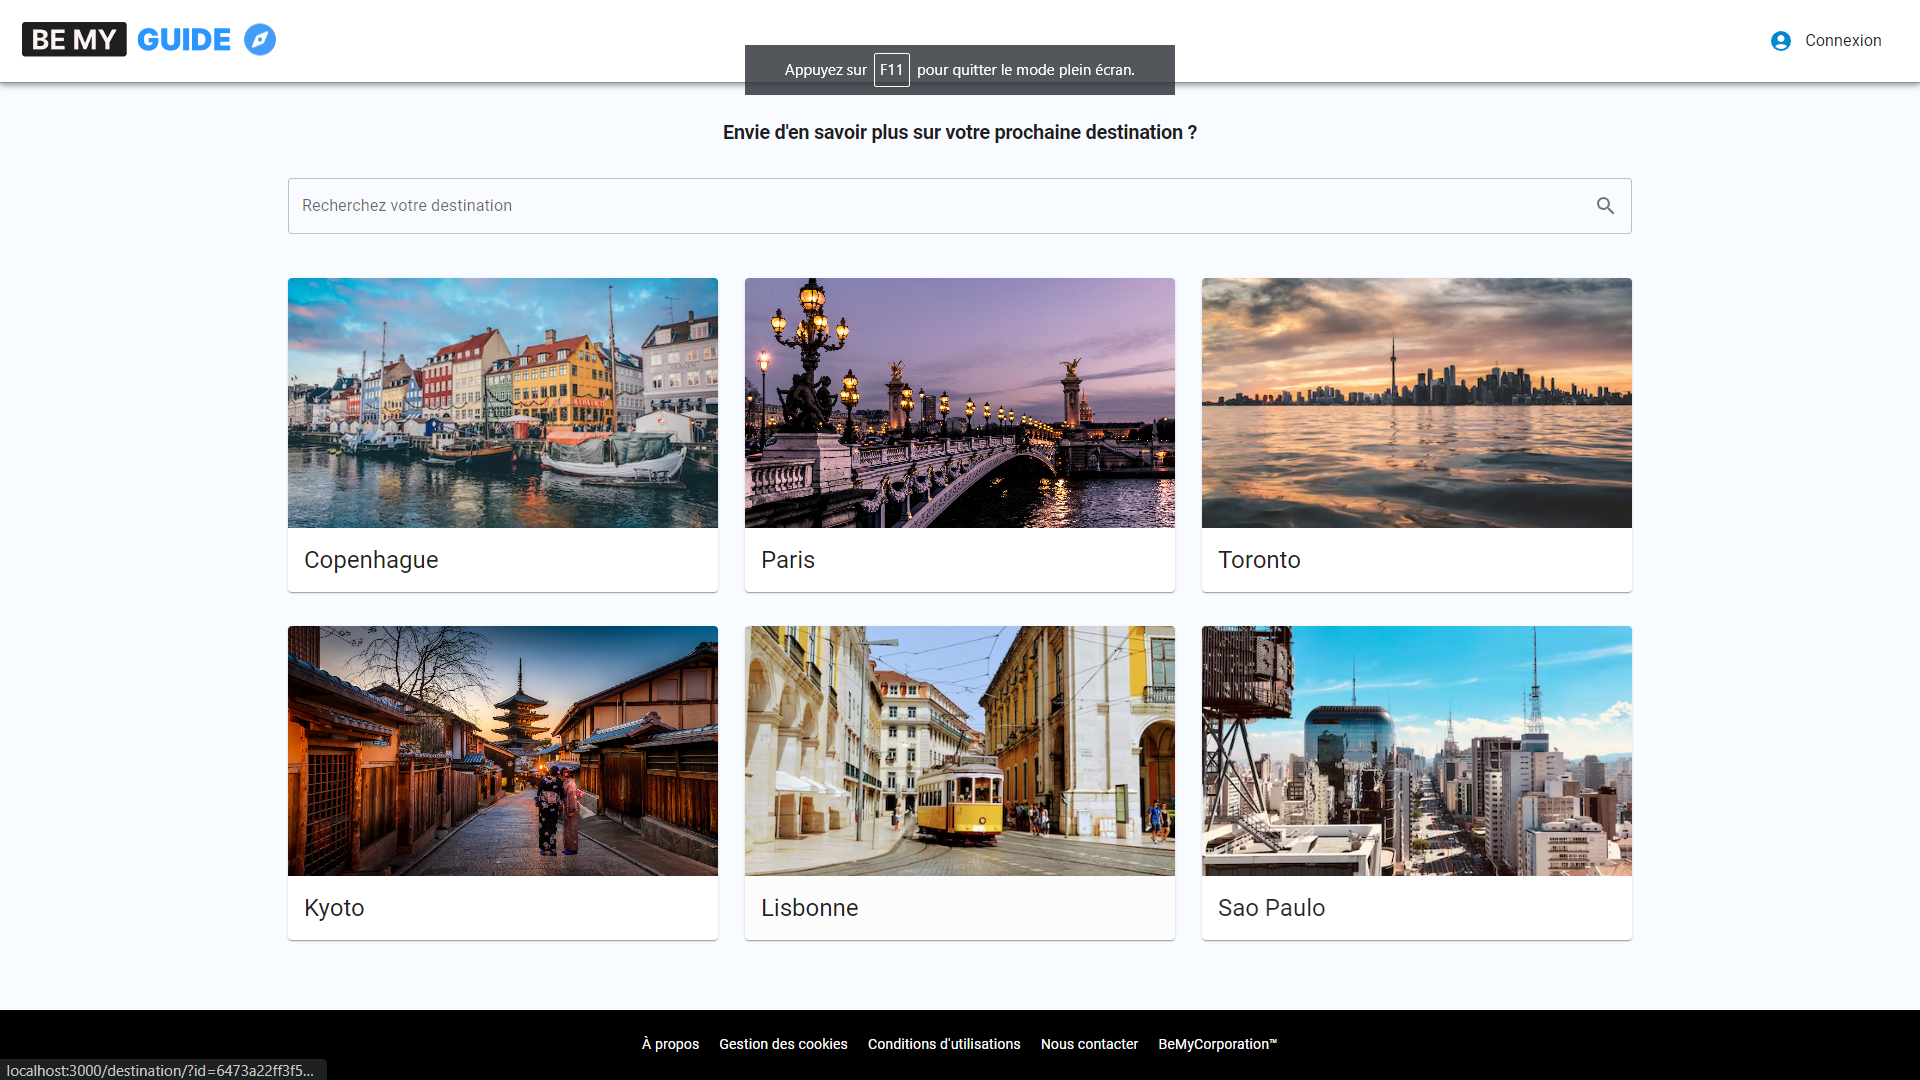 BE MY GUIDE
Connexion
Appuyez sur F11 pour quitter le mode plein écran.
Envie d'en savoir plus sur votre prochaine destination ?
Recherchez votre destination
Copenhague
Paris
Toronto
Kyoto
Lisbonne
Sao Paulo
À propos
Gestion des cookies
Conditions d'utilisations
Nous contacter
BeMyCorporation™
localhost:3000/destination/?id=6473a22ff3f5...